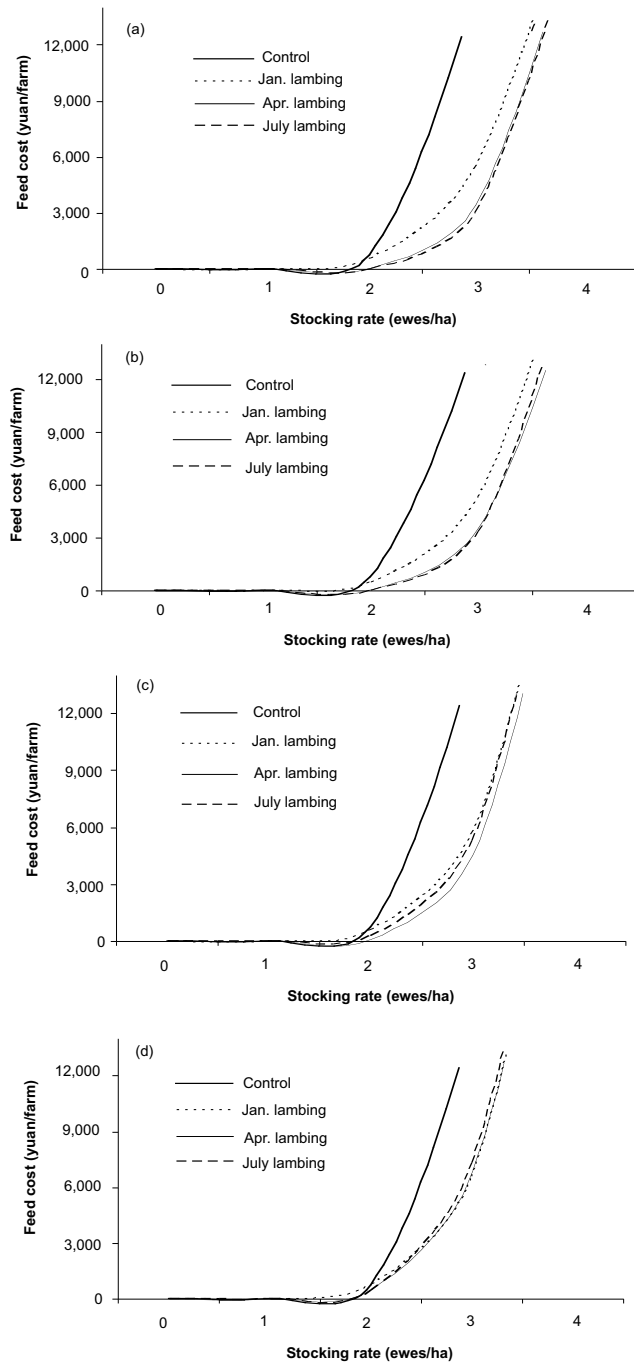 (a)
Control
Jan. lambing
Apr. lambing
July lambing
Feed cost (yuan/farm)
12,000
9,000
6,000
3,000
0
0 1 2 3 4
Stocking rate (ewes/ha)
(b)
Control
Jan. lambing
Apr. lambing
July lambing
Feed cost (yuan/farm)
12,000
9,000
6,000
3,000
0
0 1 2 3 4
Stocking rate (ewes/ha)
(c)
Control
Jan. lambing
Apr. lambing
July lambing
Feed cost (yuan/farm)
12,000
9,000
6,000
3,000
0
0 1 2 3 4
Stocking rate (ewes/ha)
(d)
Control
Jan. lambing
Apr. lambing
July lambing
Feed cost (yuan/farm)
12,000
9,000
6,000
3,000
0
0 1 2 3 4
Stocking rate (ewes/ha)